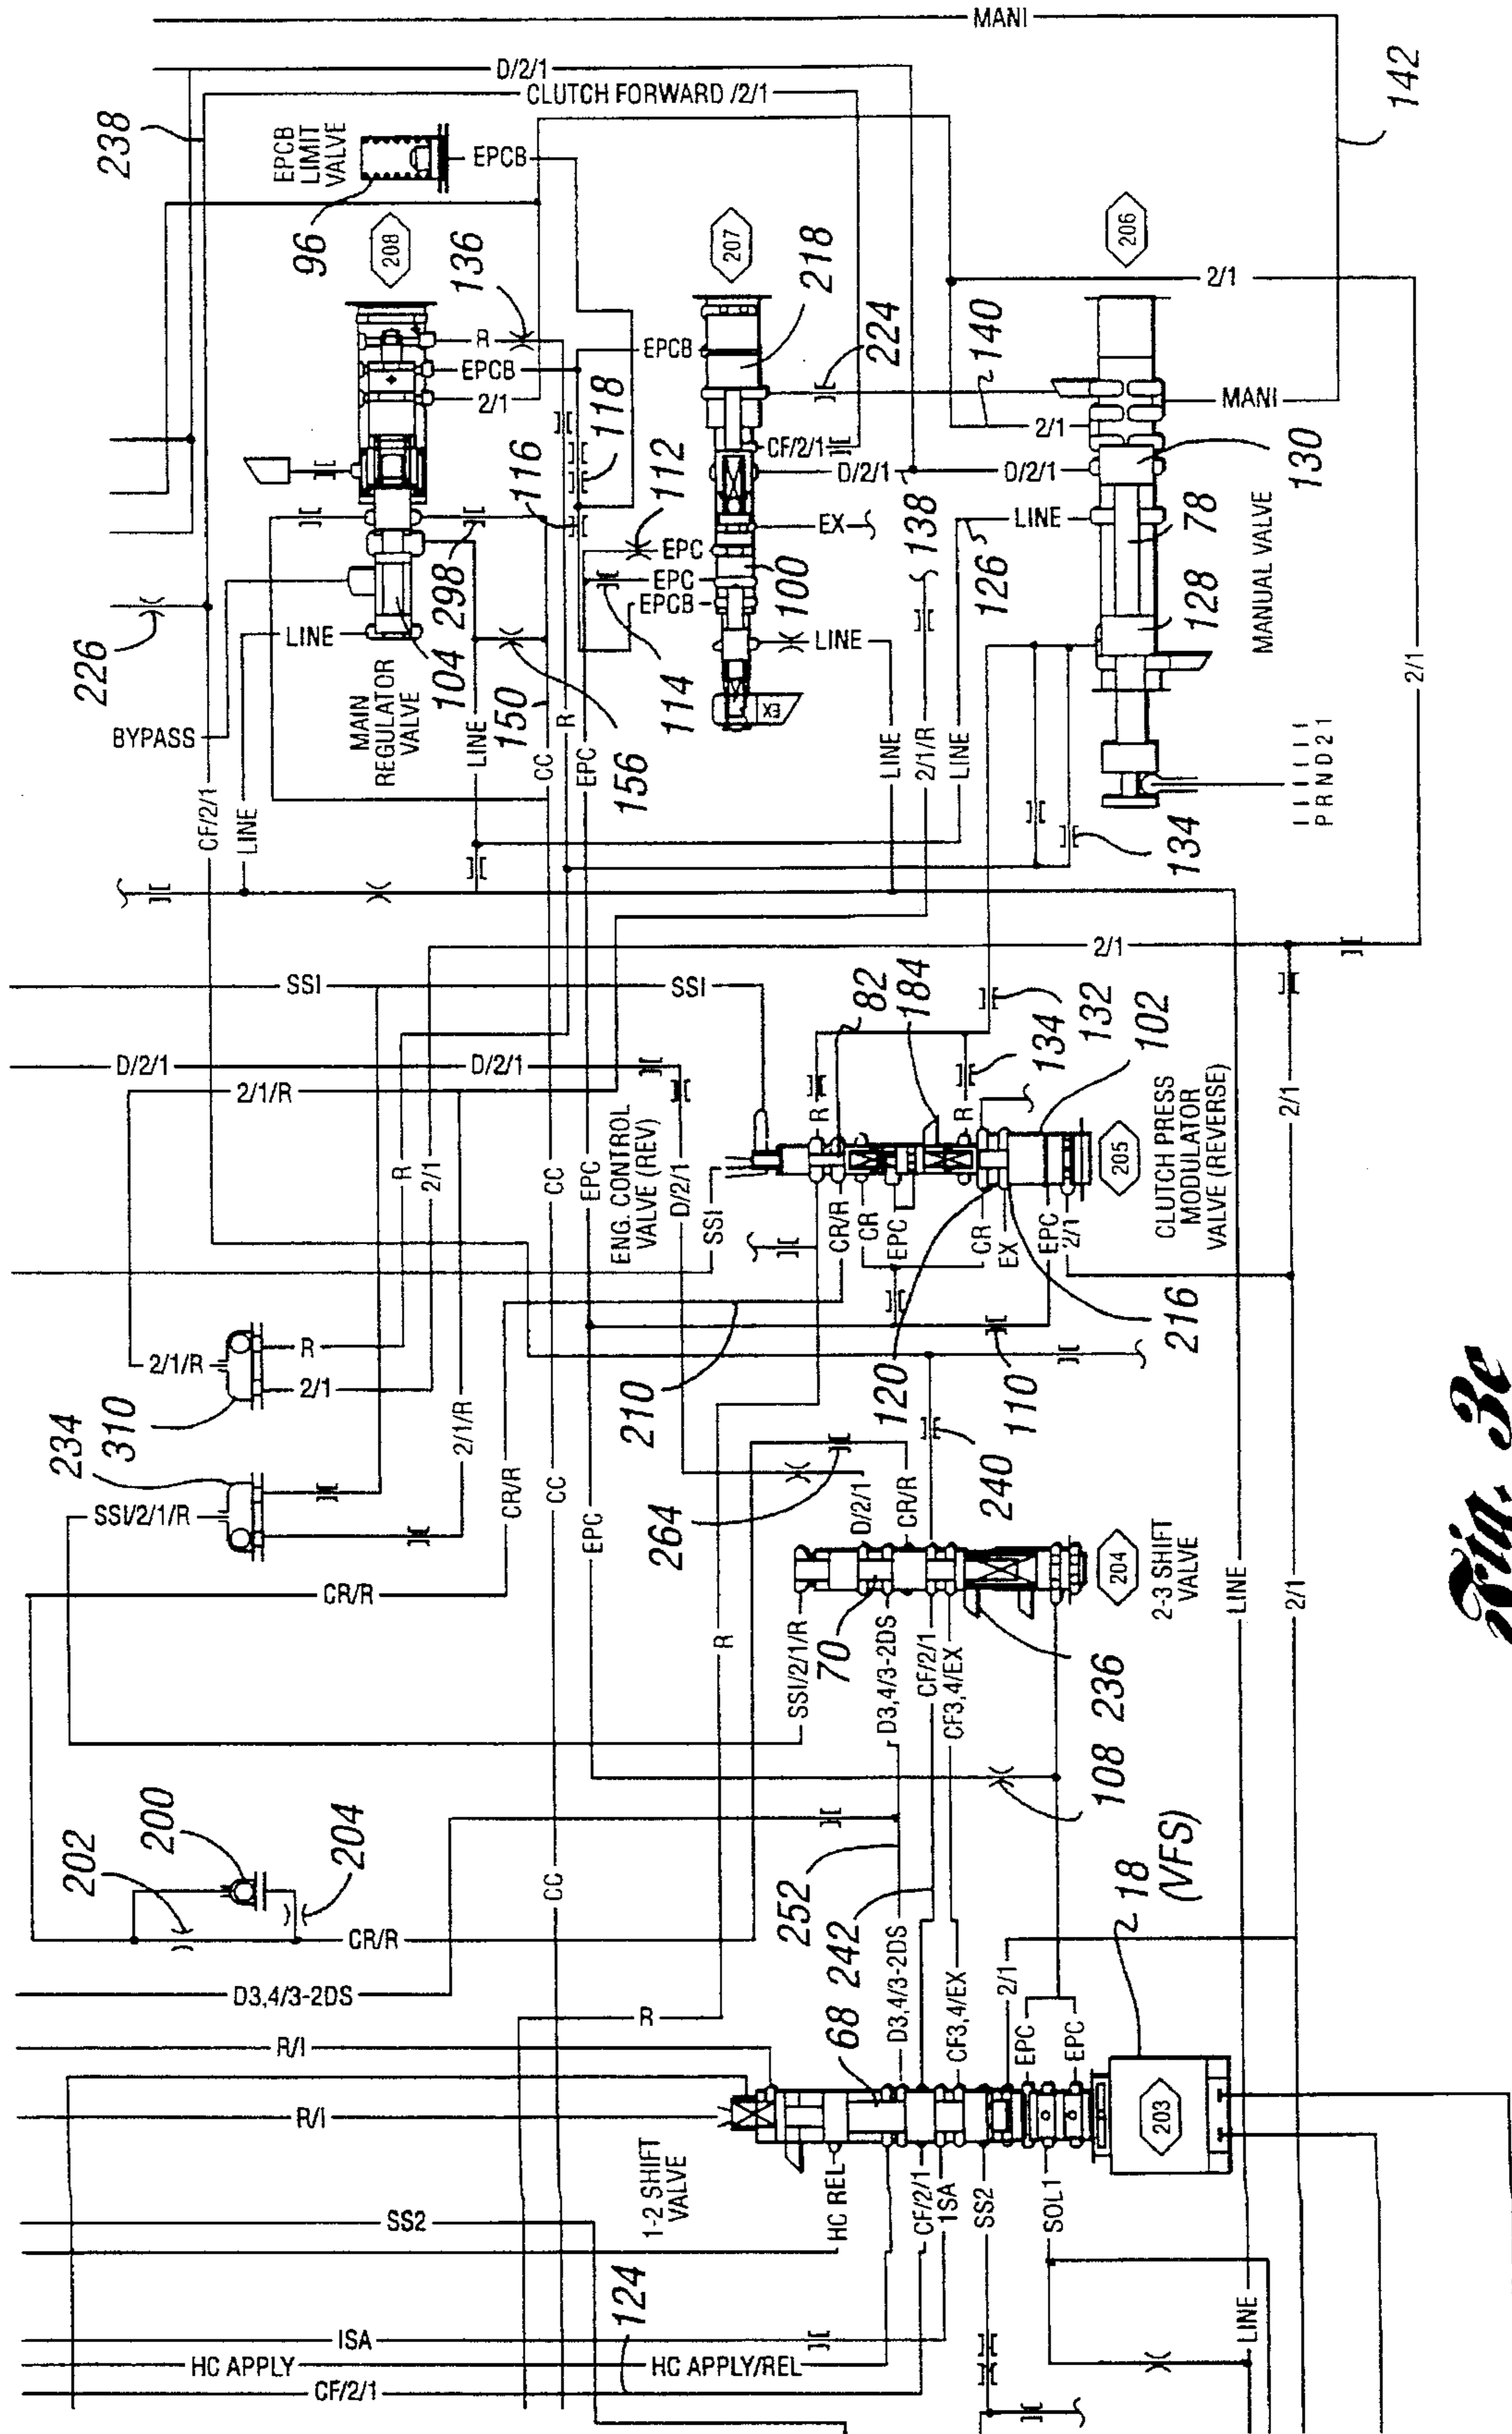 MANI
D/2/1
CLUTCH FORWARD /2/1
238
142
EPCB
LIMIT
VALVE
EPCB
96
208
136
R
EPCB
2/1
207
218
EPCB
224
206
2/1
140
2/1
MANI
226
CF/2/1
116
118
112
CF/2/1
D/2/1
D/2/1
130
138
EX
LINE
78
126
128
MANUAL VALVE
LINE
104
298
EPC
EPC
EPCB
100
114
LINE
EX
BYPASS
MAIN
REGULATOR
VALVE
LINE
150
CC
R
EPC
156
LINE
2/1/R
LINE
2/1
PRND21
134
LINE
SSI
SSI
2/1
82
184
134
132
102
D/2/1
D/2/1
2/1/R
R
2/1
CC
EPC
ENG. CONTROL
VALVE (REV)
D/2/1
SSI
R
R
CR/R
CR
EPC
CR
EX
EPC
2/1
205
CLUTCH PRESS
MODULATOR
VALVE (REVERSE)
2/1
216
210
120
110
2/1/R
R
2/1
310
234
SSI/2/1/R
2/1/R
CR/R
CC
EPC
264
D/2/1
CR/R
240
CR/R
R
SSI/2/1/R
70
D3,4/3-2DS
CF/2/1
CF3,4/EX
236
108
204
2-3 SHIFT
VALVE
LINE
2/1
202
200
204
CR/R
CC
252
242
18
(VFS)
D3,4/3-2DS
R
R/I
R/I
68
D3,4/3-2DS
CF3,4/EX
2/1
EPC
EPC
203
1-2 SHIFT
VALVE
HC REL
CF/2/1
1SA
SS2
SOL1
SS2
124
ISA
HC APPLY
HC APPLY/REL
CF/2/1
LINE
Fig. 3c